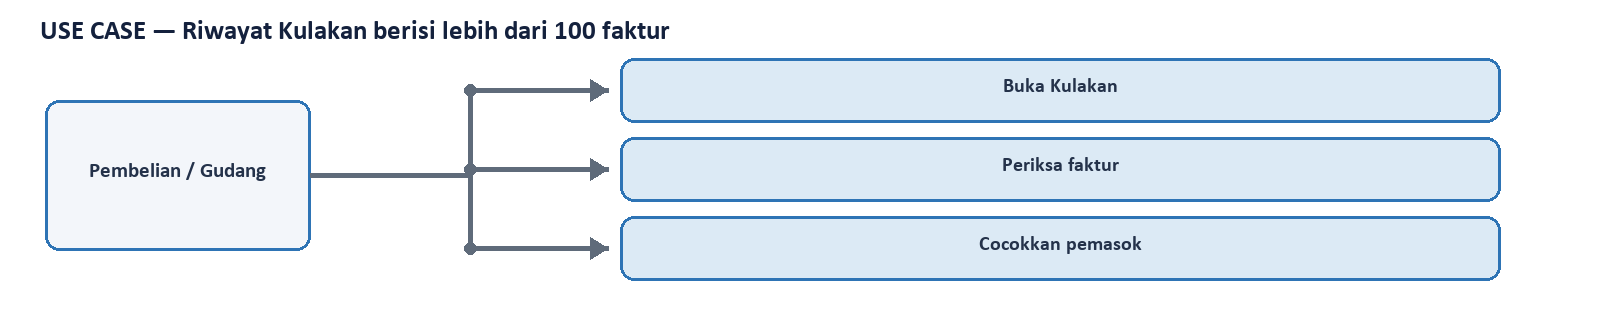 USE CASE — Riwayat Kulakan berisi lebih dari 100 faktur
Buka Kulakan
Pembelian / Gudang
Periksa faktur
Cocokkan pemasok